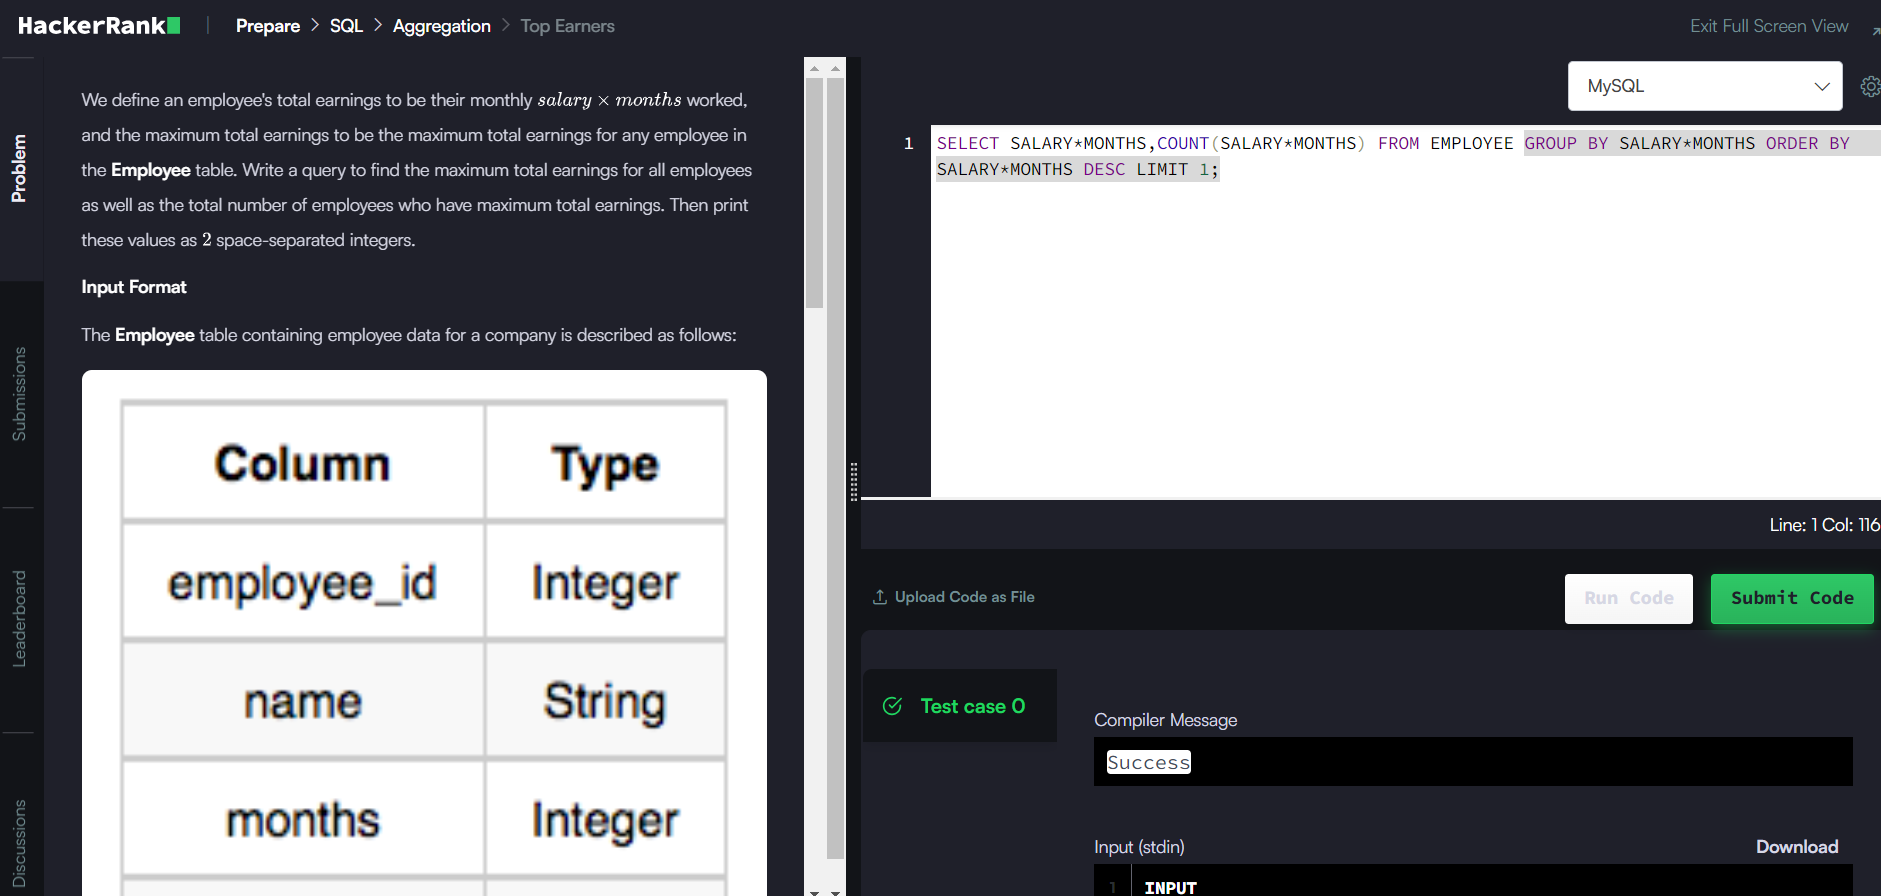 HackerRank | Prepare > SQL > Aggregation > Top Earners
Exit Full Screen View
Problem
Submissions
Leaderboard
Discussions
We define an employee's total earnings to be their monthly salary × months worked,
and the maximum total earnings to be the maximum total earnings for any employee in
the Employee table. Write a query to find the maximum total earnings for all employees
as well as the total number of employees who have maximum total earnings. Then print
these values as 2 space-separated integers.
Input Format
The Employee table containing employee data for a company is described as follows:
Column Type
employee_id Integer
name String
months Integer
MySQL
1 SELECT SALARY*MONTHS,COUNT(SALARY*MONTHS) FROM EMPLOYEE GROUP BY SALARY*MONTHS ORDER BY
SALARY*MONTHS DESC LIMIT 1;
Line: 1 Col: 116
Upload Code as File
Run Code
Submit Code
Test case 0
Compiler Message
Success
Input (stdin)
Download
1 INPUT